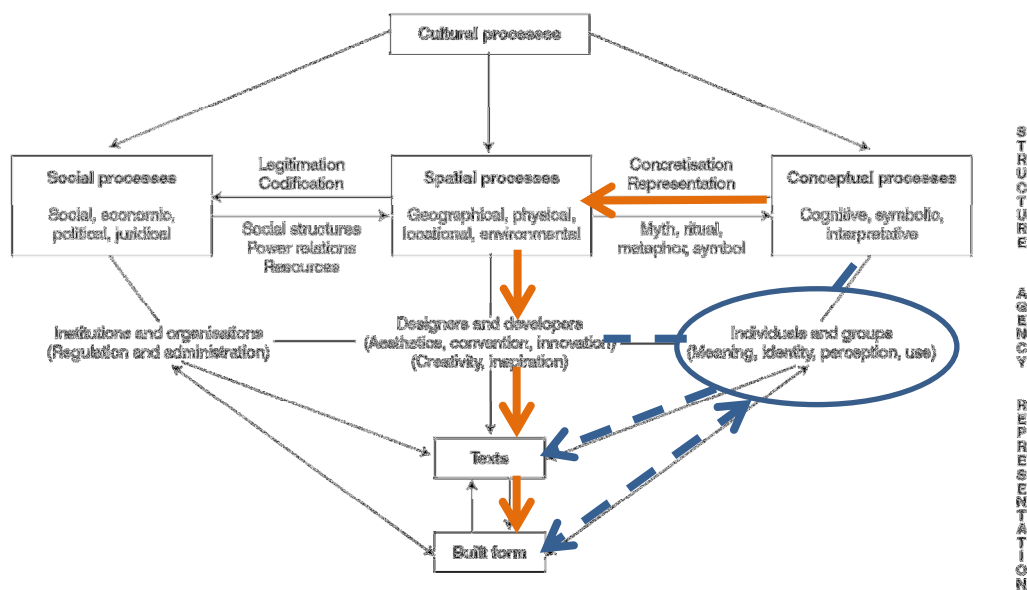 Cultural processes
Social processes
Social, economic,
political, juridical
Legitimation
Codification
Social structures
Power relations
Resources
Spatial processes
Geographical, physical,
locational, environmental
Concretisation
Representation
Myth, ritual,
metaphor, symbol
Conceptual processes
Cognitive, symbolic,
interpretative
STRUCTURE
Institutions and organisations
(Regulation and administration)
Designers and developers
(Aesthetics, convention, innovation)
(Creativity, inspiration)
Individuals and groups
(Meaning, identity, perception, use)
AGENCY
Texts
Built form
REPRESENTATION